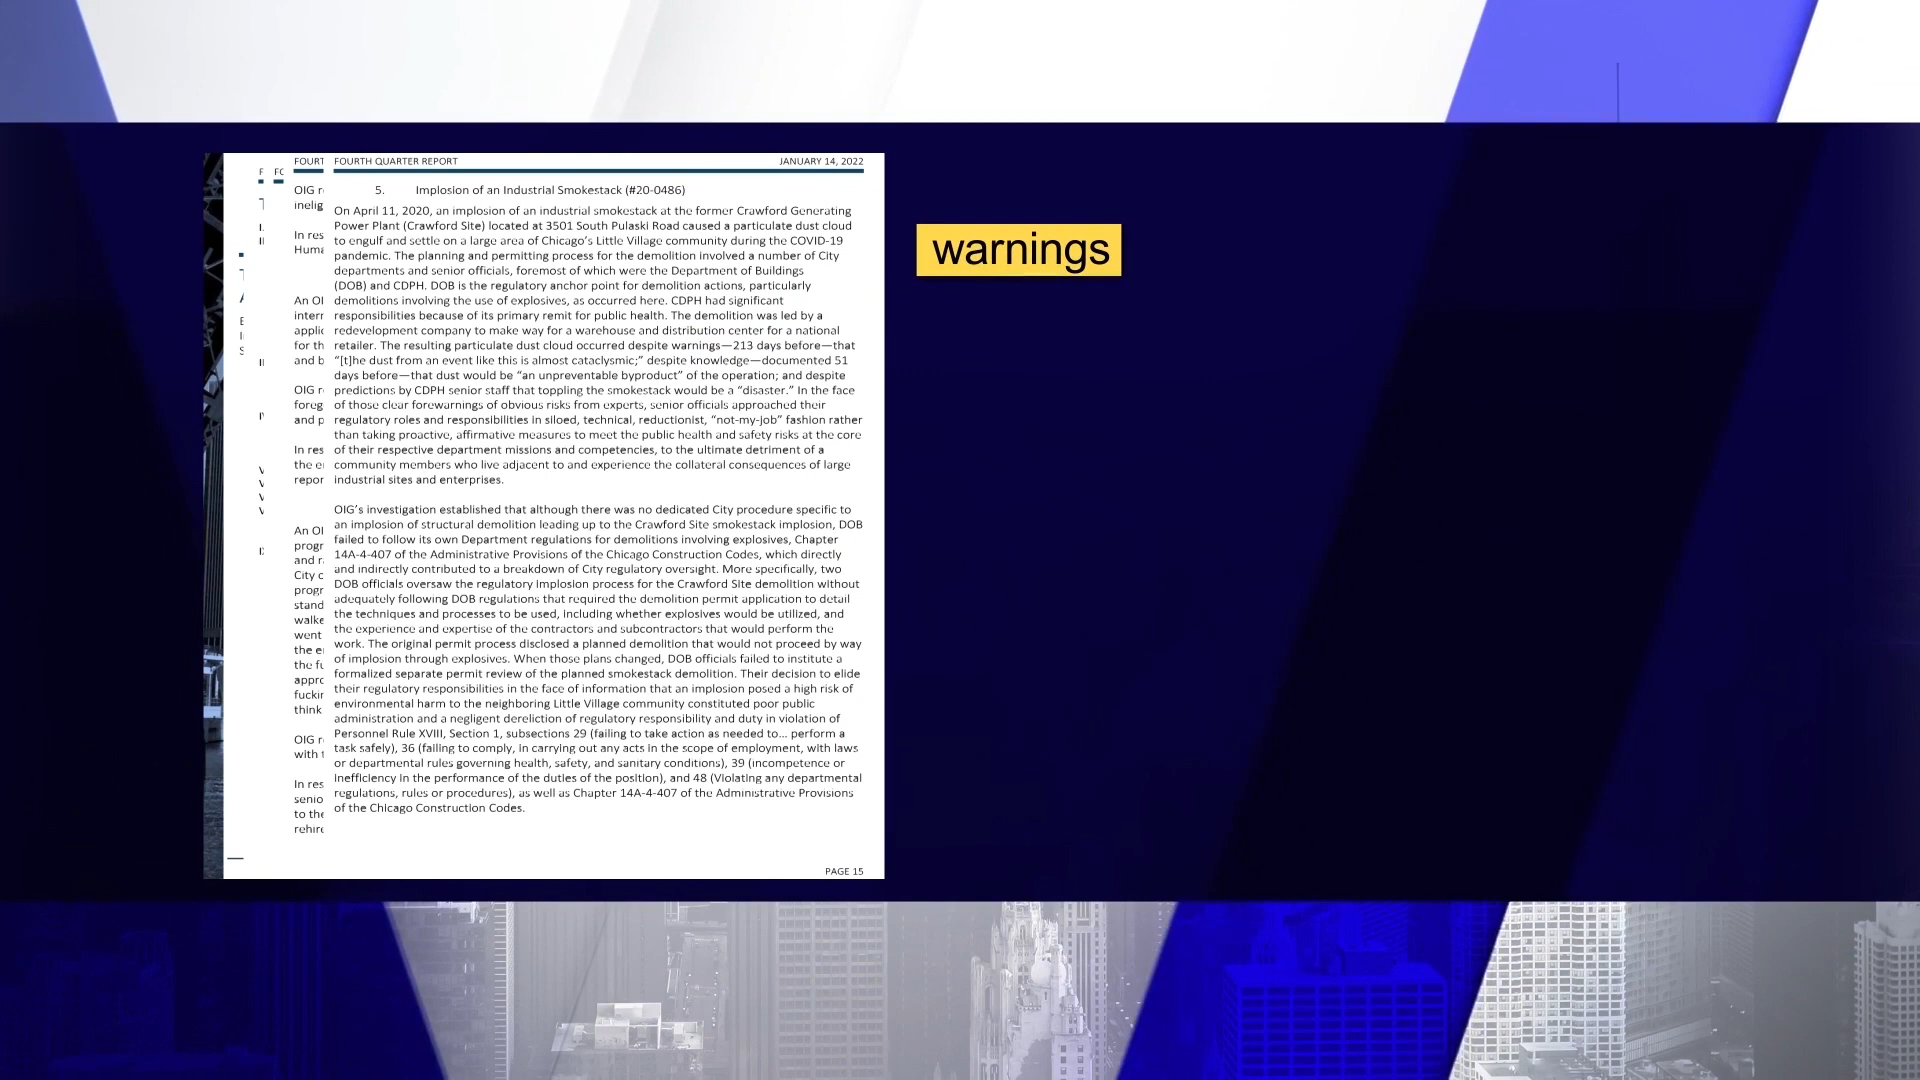 FOURTH QUARTER REPORT JANUARY 14, 2022
5. Implosion of an Industrial Smokestack (#20-0486)
On April 11, 2020, an implosion of an industrial smokestack at the former Crawford Generating
Power Plant (Crawford Site) located at 3501 South Pulaski Road caused a particulate dust cloud
to engulf and settle on a large area of Chicago's Little Village community during the COVID-19
pandemic. The planning and permitting process for the demolition involved a number of City
departments and senior officials, foremost of which were the Department of Buildings
(DOB) and CDPH. DOB is the regulatory anchor point for demolition actions, particularly
demolitions involving the use of explosives, as occurred here. CDPH had significant
responsibilities because of its primary remit for public health. The demolition was led by a
redevelopment company to make way for a warehouse and distribution center for a national
retailer. The resulting particulate dust cloud occurred despite warnings—213 days before—that
“[t]he dust from an event like this is almost cataclysmic;” despite knowledge—documented 51
days before—that dust would be “an unpreventable byproduct” of the operation; and despite
predictions by CDPH senior staff that toppling the smokestack would be a “disaster.” In the face
of those clear forewarnings of obvious risks from experts, senior officials approached their
regulatory roles and responsibilities in siloed, technical, reductionist, “not-my-job” fashion rather
than taking proactive, affirmative measures to meet the public health and safety risks at the core
of their respective department missions and competencies, to the ultimate detriment of a
community members who live adjacent to and experience the collateral consequences of large
industrial sites and enterprises.
OIG's investigation established that although there was no dedicated City procedure specific to
an implosion of structural demolition leading up to the Crawford Site smokestack implosion, DOB
failed to follow its own Department regulations for demolitions involving explosives, Chapter
14A-4-407 of the Administrative Provisions of the Chicago Construction Codes, which directly
and indirectly contributed to a breakdown of City regulatory oversight. More specifically, two
DOB officials oversaw the regulatory implosion process for the Crawford Site demolition without
adequately following DOB regulations that required the demolition permit application to detail
the techniques and processes to be used, including whether explosives would be utilized, and
the experience and expertise of the contractors and subcontractors that would perform the
work. The original permit process disclosed a planned demolition that would not proceed by way
of implosion through explosives. When those plans changed, DOB officials failed to institute a
formalized separate permit review of the planned smokestack demolition. Their decision to elide
their regulatory responsibilities in the face of information that an implosion posed a high risk of
environmental harm to the neighboring Little Village community constituted poor public
administration and a negligent dereliction of regulatory responsibility and duty in violation of
Personnel Rule XVIII, Section 1, subsections 29 (failing to take action as needed to... perform a
task safely), 36 (failing to comply, in carrying out any acts in the scope of employment, with laws
or departmental rules governing health, safety, and sanitary conditions), 39 (incompetence or
inefficiency in the performance of the duties of the position), and 48 (Violating any departmental
regulations, rules or procedures), as well as Chapter 14A-4-407 of the Administrative Provisions
of the Chicago Construction Codes.
PAGE 15
warnings